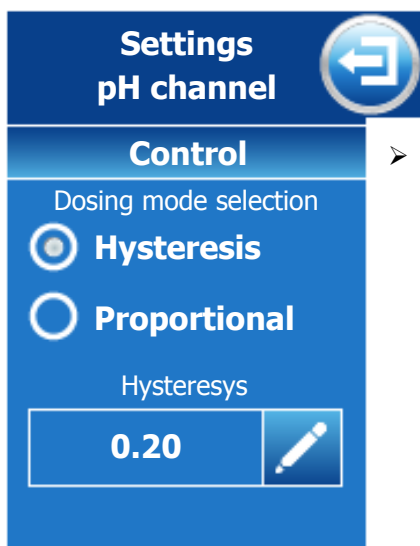 Settings
pH channel
Control
➢
Dosing mode selection
Hysteresis
Proportional
Hysteresys
0.20